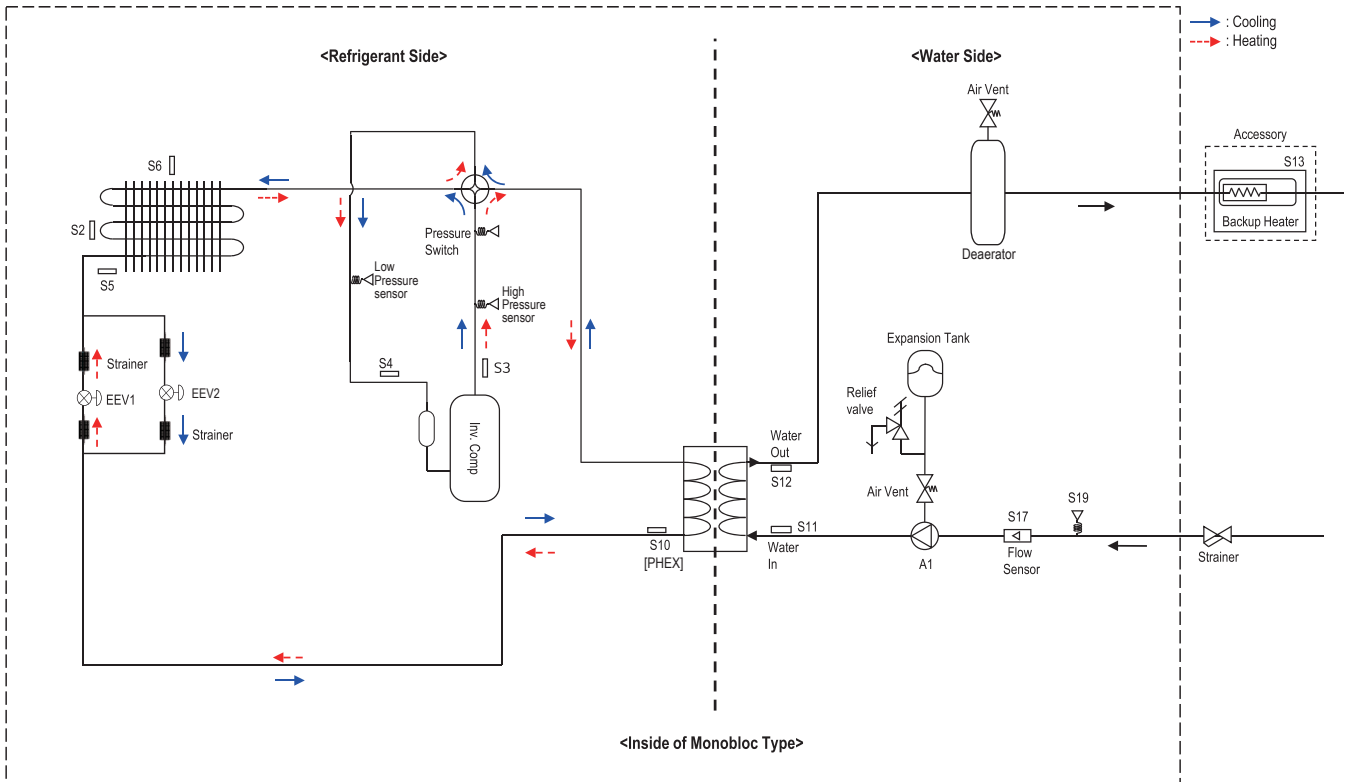 : Cooling
: Heating
<Refrigerant Side>
<Water Side>
Air Vent
Accessory
S13
Backup Heater
S6
S2
S5
Pressure
Switch
Low
Pressure
sensor
High
Pressure
sensor
Deaerator
Strainer
EEV1
EEV2
Strainer
S4
S3
Inv. Comp
Expansion Tank
Relief
valve
Water
Out
S12
Air Vent
S11
Water
In
S10
[PHEX]
A1
S17
Flow
Sensor
S19
Strainer
<Inside of Monobloc Type>